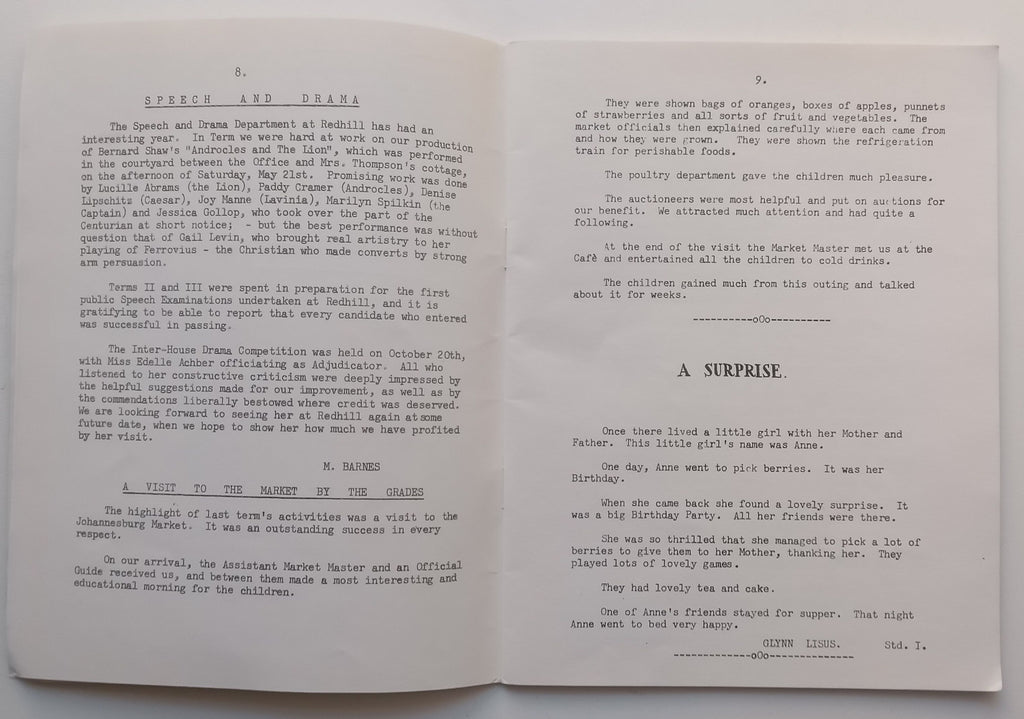 8.
SPEECH AND DRAMA
The Speech and Drama Department at Redhill has had an
interesting year. In Term we were hard at work on our production
of Bernard Shaw's "Androcles and The Lion", which was performed
in the courtyard between the Office and Mrs. Thompson's cottage,
on the afternoon of Saturday, May 21st. Promising work was done
by Lucille Abrams (the Lion), Paddy Cramer (Androcles), Denise
Lipschitz (Caesar), Joy Manne (Lavinia), Marilyn Spilkin (the
Captain) and Jessica Gollop, who took over the part of the
Centurian at short notice; - but the best performance was without
question that of Gail Levin, who brought real artistry to her
playing of Ferrovius - the Christian who made converts by strong
arm persuasion.
Terms II and III were spent in preparation for the first
public Speech Examinations undertaken at Redhill, and it is
gratifying to be able to report that every candidate who entered
was successful in passing.
The Inter-House Drama Competition was held on October 20th,
with Miss Edelle Achber officiating as Adjudicator. All who
listened to her constructive criticism were deeply impressed by
the helpful suggestions made for our improvement, as well as by
the commendations liberally bestowed where credit was deserved.
We are looking forward to seeing her at Redhill again at some
future date, when we hope to show her how much we have profited
by her visit.
M. BARNES
A VISIT TO THE MARKET BY THE GRADES
The highlight of last term's activities was a visit to the
Johannesburg Market. It was an outstanding success in every
respect.
On our arrival, the Assistant Market Master and an Official
Guide received us, and between them made a most interesting and
educational morning for the children.
9.
They were shown bags of oranges, boxes of apples, punnets
of strawberries and all sorts of fruit and vegetables. The
market officials then explained carefully where each came from
and how they were grown. They were shown the refrigeration
train for perishable foods.
The poultry department gave the children much pleasure.
The auctioneers were most helpful and put on auctions for
our benefit. We attracted much attention and had quite a
following.
At the end of the visit the Market Master met us at the
Cafè and entertained all the children to cold drinks.
The children gained much from this outing and talked
about it for weeks.
----------oOo----------
A SURPRISE.
Once there lived a little girl with her Mother and
Father. This little girl's name was Anne.
One day, Anne went to pick berries. It was her
Birthday.
When she came back she found a lovely surprise. It
was a big Birthday Party. All her friends were there.
She was so thrilled that she managed to pick a lot of
berries to give them to her Mother, thanking her. They
played lots of lovely games.
They had lovely tea and cake.
One of Anne's friends stayed for supper. That night
Anne went to bed very happy.
GLYNN LISUS. Std. I.
-------------oOo--------------